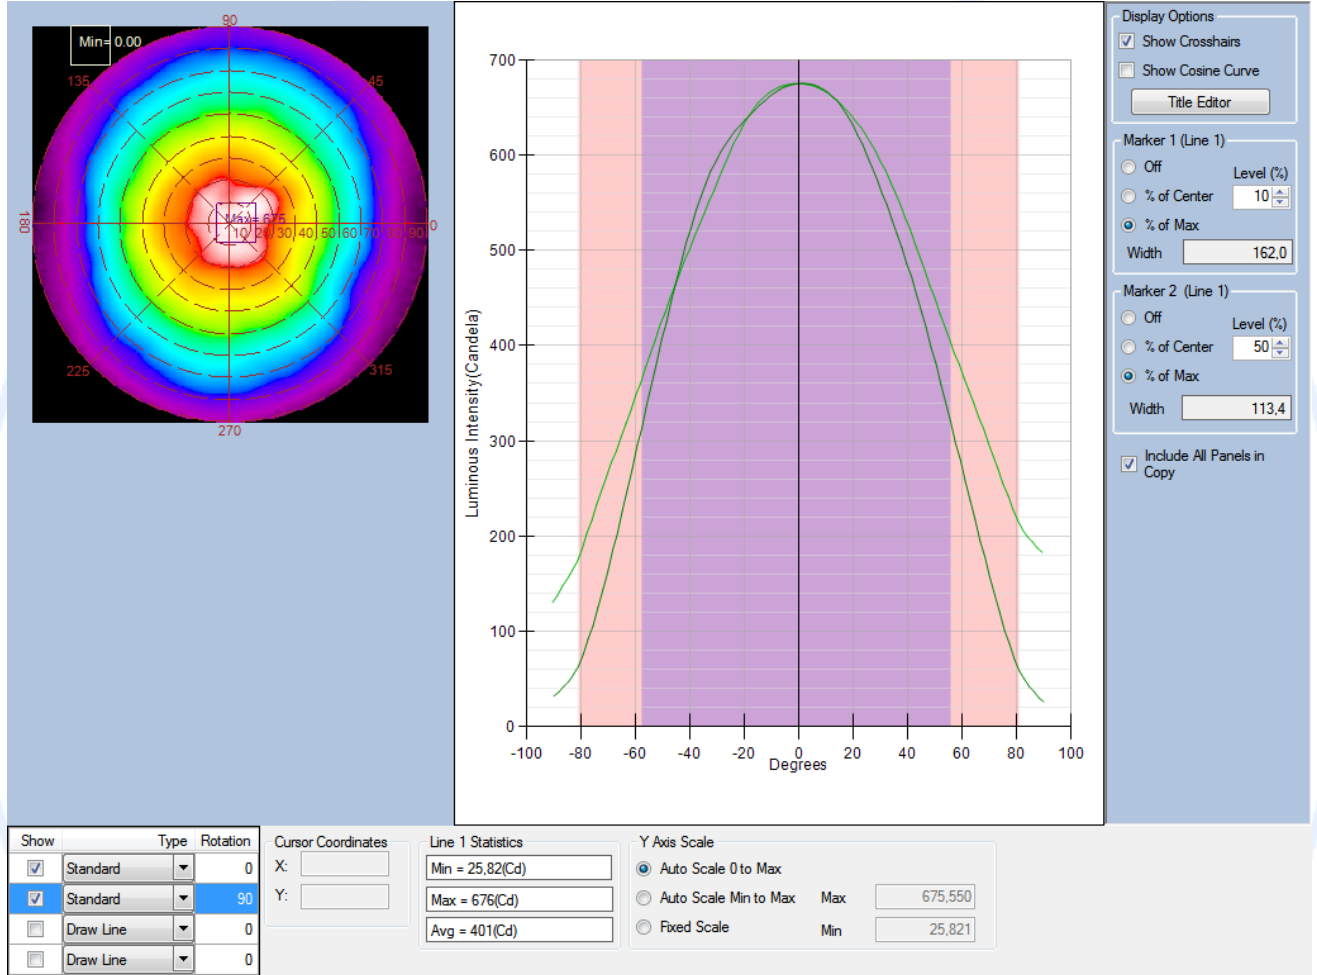 90
Min= 0.00
135
45
180
Max= 675
10 20 30 40 50 60 70 80 90 0
225
315
270
700
600
500
400
300
200
100
0
Luminous Intensity(Candela)
-100 -80 -60 -40 -20 0 20 40 60 80 100
Degrees
Display Options
Show Crosshairs
Show Cosine Curve
Title Editor
Marker 1 (Line 1)
Off
Level (%)
% of Center 10
% of Max
Width 162,0
Marker 2 (Line 1)
Off
Level (%)
% of Center 50
% of Max
Width 113,4
Include All Panels in
Copy
Show Type Rotation
Standard 0
Standard 90
Draw Line 0
Draw Line 0
Cursor Coordinates
X:
Y:
Line 1 Statistics
Min = 25,82(Cd)
Max = 676(Cd)
Avg = 401(Cd)
Y Axis Scale
Auto Scale 0 to Max
Auto Scale Min to Max Max 675,550
Fixed Scale Min 25,821